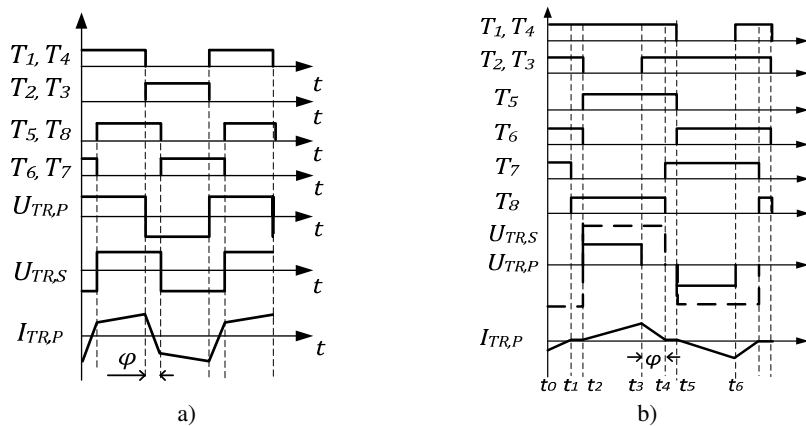 T1, T4
t
T2, T3
t
t
T5, T8
t
T6, T7
t
UTR,P
t
UTR,S
t
ITR,P
t
φ
a)
T1, T4
T2, T3
T5
T6
T7
T8
UTR,S
UTR,P
ITR,P
φ
t0 t1 t2 t3 t4 t5 t6
b)